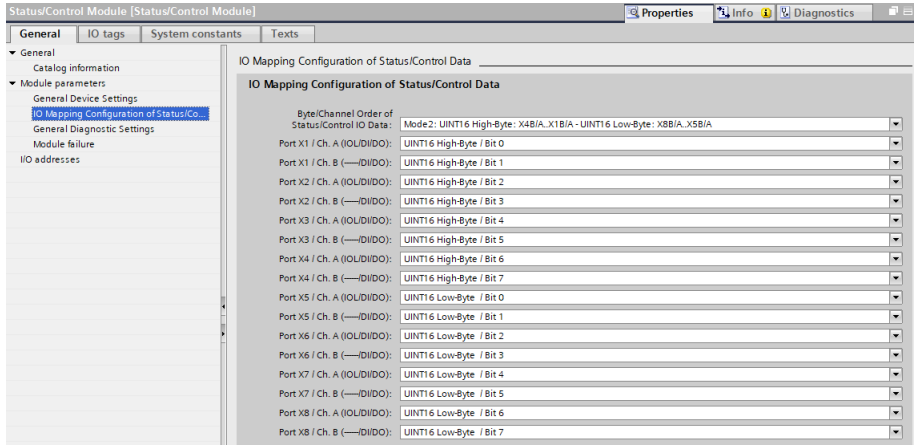 Status/Control Module [Status/Control Module]
Properties Info Diagnostics
General IO tags System constants Texts
General
Catalog information
Module parameters
General Device Settings
IO Mapping Configuration of Status/Co...
General Diagnostic Settings
Module failure
I/O addresses
IO Mapping Configuration of Status/Control Data
IO Mapping Configuration of Status/Control Data
Byte/Channel Order of
Status/Control IO Data: Mode2: UINT16 High-Byte: X4B/A..X1B/A - UINT16 Low-Byte: X8B/A..X5B/A
Port X1 / Ch. A (IOL/DI/DO): UINT16 High-Byte / Bit 0
Port X1 / Ch. B (----/DI/DO): UINT16 High-Byte / Bit 1
Port X2 / Ch. A (IOL/DI/DO): UINT16 High-Byte / Bit 2
Port X2 / Ch. B (----/DI/DO): UINT16 High-Byte / Bit 3
Port X3 / Ch. A (IOL/DI/DO): UINT16 High-Byte / Bit 4
Port X3 / Ch. B (----/DI/DO): UINT16 High-Byte / Bit 5
Port X4 / Ch. A (IOL/DI/DO): UINT16 High-Byte / Bit 6
Port X4 / Ch. B (----/DI/DO): UINT16 High-Byte / Bit 7
Port X5 / Ch. A (IOL/DI/DO): UINT16 Low-Byte / Bit 0
Port X5 / Ch. B (----/DI/DO): UINT16 Low-Byte / Bit 1
Port X6 / Ch. A (IOL/DI/DO): UINT16 Low-Byte / Bit 2
Port X6 / Ch. B (----/DI/DO): UINT16 Low-Byte / Bit 3
Port X7 / Ch. A (IOL/DI/DO): UINT16 Low-Byte / Bit 4
Port X7 / Ch. B (----/DI/DO): UINT16 Low-Byte / Bit 5
Port X8 / Ch. A (IOL/DI/DO): UINT16 Low-Byte / Bit 6
Port X8 / Ch. B (----/DI/DO): UINT16 Low-Byte / Bit 7